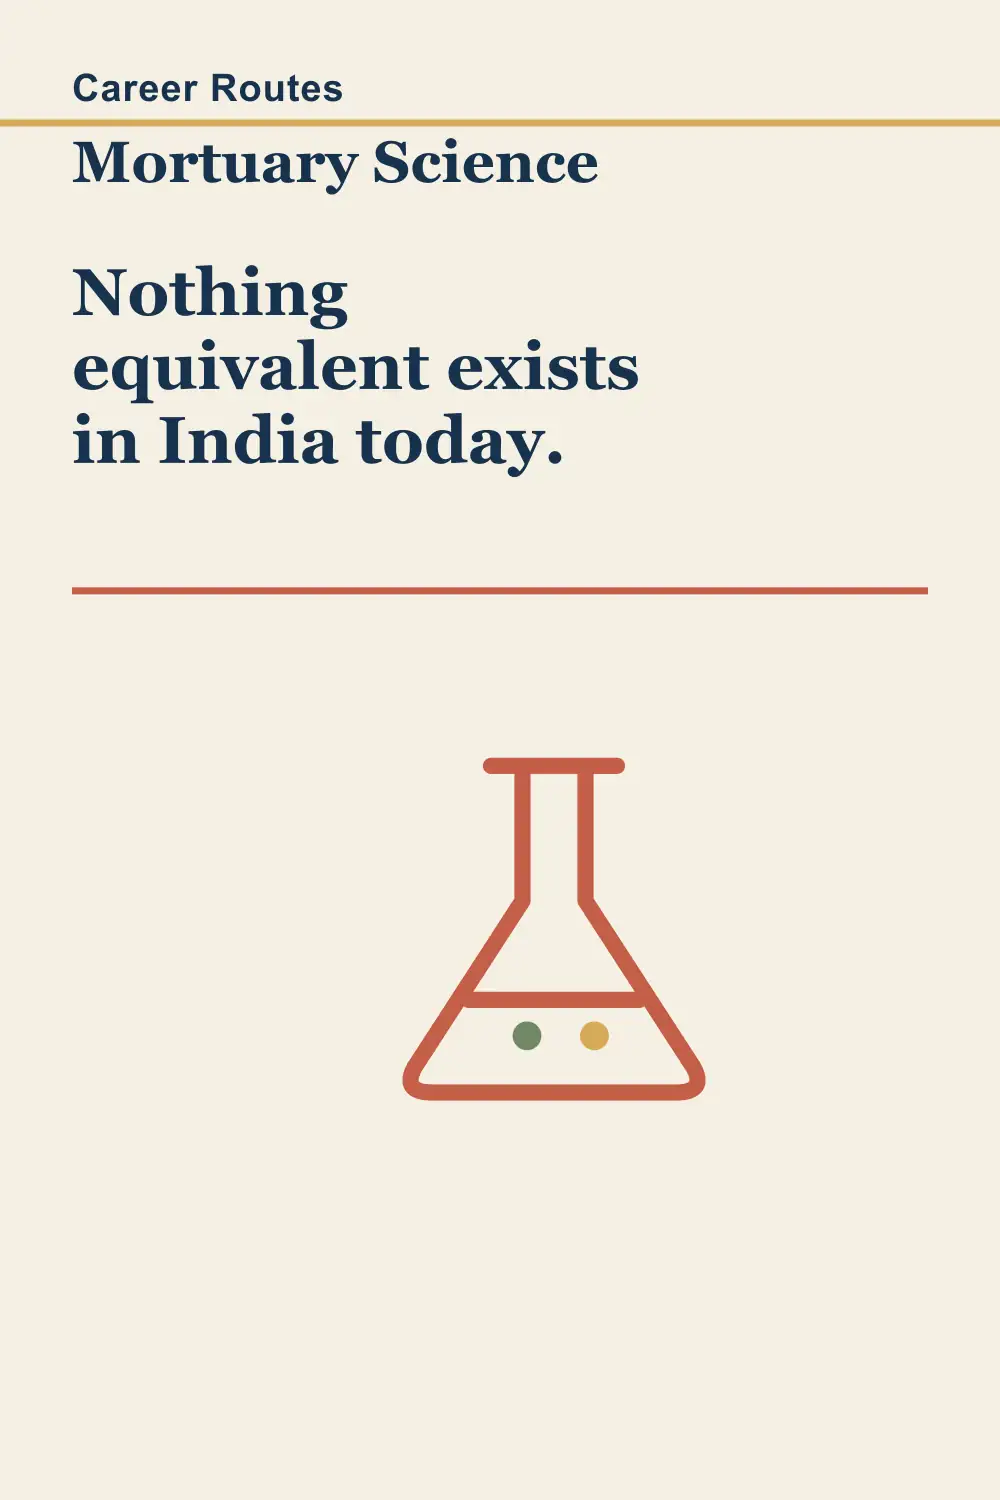 Career Routes
Mortuary Science
Nothing
equivalent exists
in India today.